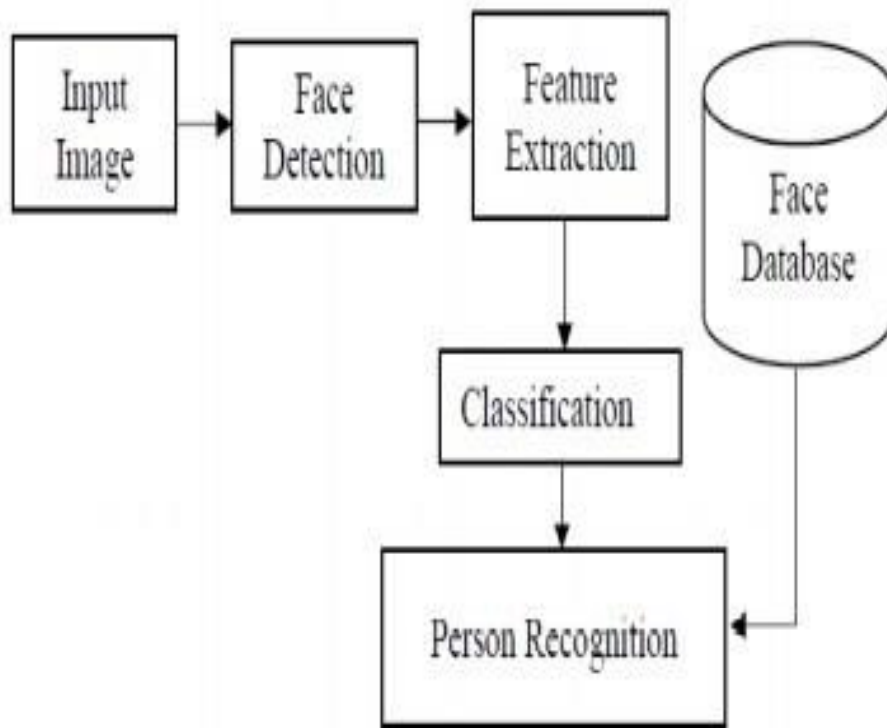 Input
Image
Face
Detection
Feature
Extraction
Face
Database
Classification
Person Recognition